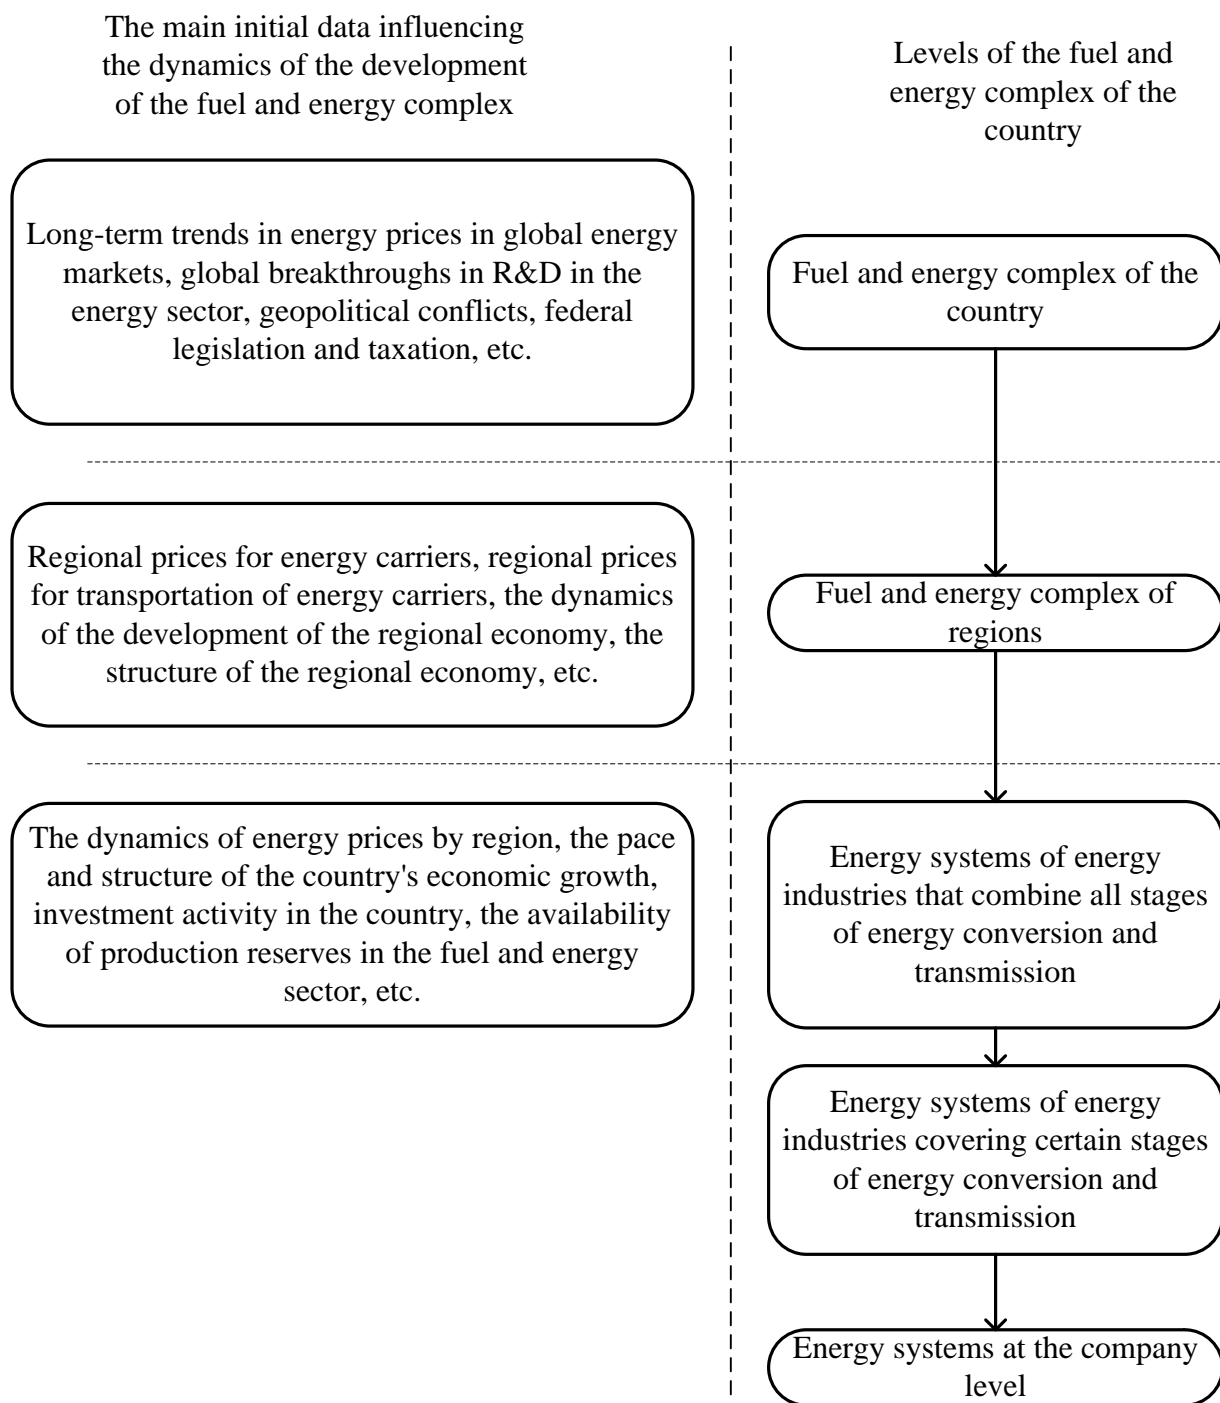 The main initial data influencing
the dynamics of the development
of the fuel and energy complex
Levels of the fuel and
energy complex of the
country
Long-term trends in energy prices in global energy
markets, global breakthroughs in R&D in the
energy sector, geopolitical conflicts, federal
legislation and taxation, etc.
Fuel and energy complex of the
country
Regional prices for energy carriers, regional prices
for transportation of energy carriers, the dynamics
of the development of the regional economy, the
structure of the regional economy, etc.
Fuel and energy complex of
regions
The dynamics of energy prices by region, the pace
and structure of the country's economic growth,
investment activity in the country, the availability
of production reserves in the fuel and energy
sector, etc.
Energy systems of energy
industries that combine all stages
of energy conversion and
transmission
Energy systems of energy
industries covering certain stages
of energy conversion and
transmission
Energy systems at the company
level